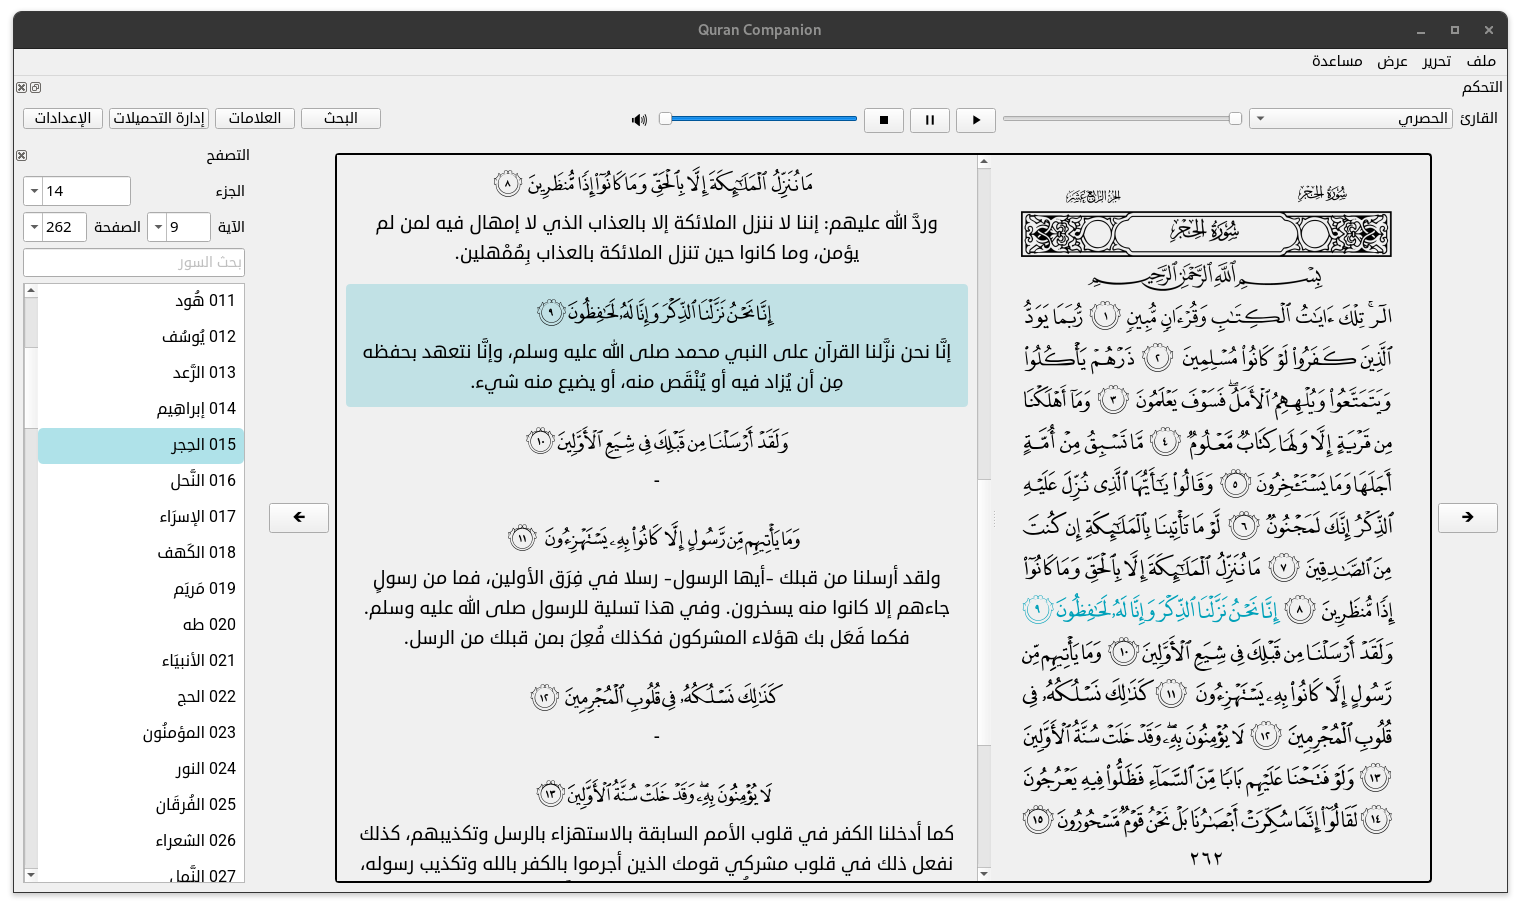 Quran Companion
ملف تحرير عرض مساعدة
التحكم
القارئ الحصري
البحث العلامات إدارة التحميلات الإعدادات
سُورَةُ الحِجْرِ
الجزء الرابع عشر
سُورَةُ الحِجْرِ
بِسْمِ ٱللَّهِ ٱلرَّحْمَٰنِ ٱلرَّحِيمِ
الٓرۚ تِلْكَ ءَايَٰتُ ٱلْكِتَٰبِ وَقُرْءَانٍ مُّبِينٍ ١ رُّبَمَا يَوَدُّ
ٱلَّذِينَ كَفَرُوا۟ لَوْ كَانُوا۟ مُسْلِمِينَ ٢ ذَرْهُمْ يَأْكُلُوا۟
وَيَتَمَتَّعُوا۟ وَيُلْهِهِمُ ٱلْأَمَلُۖ فَسَوْفَ يَعْلَمُونَ ٣ وَمَآ أَهْلَكْنَا
مِن قَرْيَةٍ إِلَّا وَلَهَا كِتَابٌ مَّعْلُومٌ ٤ مَّا تَسْبِقُ مِنْ أُمَّةٍ
أَجَلَهَا وَمَا يَسْتَـْٔخِرُونَ ٥ وَقَالُوا۟ يَٰٓأَيُّهَا ٱلَّذِى نُزِّلَ عَلَيْهِ
ٱلذِّكْرُ إِنَّكَ لَمَجْنُونٌ ٦ لَّوْ مَا تَأْتِينَا بِٱلْمَلَٰٓئِكَةِ إِن كُنتَ
مِنَ ٱلصَّٰدِقِينَ ٧ مَا نُنَزِّلُ ٱلْمَلَٰٓئِكَةَ إِلَّا بِٱلْحَقِّ وَمَا كَانُوٓا۟
إِذًا مُّنظَرِينَ ٨ إِنَّا نَحْنُ نَزَّلْنَا ٱلذِّكْرَ وَإِنَّا لَهُۥ لَحَٰفِظُونَ ٩
وَلَقَدْ أَرْسَلْنَا مِن قَبْلِكَ فِى شِيَعِ ٱلْأَوَّلِينَ ١٠ وَمَا يَأْتِيهِم مِّن
رَّسُولٍ إِلَّا كَانُوا۟ بِهِۦ يَسْتَهْزِءُونَ ١١ كَذَٰلِكَ نَسْلُكُهُۥ فِى
قُلُوبِ ٱلْمُجْرِمِينَ ١٢ لَا يُؤْمِنُونَ بِهِۦۖ وَقَدْ خَلَتْ سُنَّةُ ٱلْأَوَّلِينَ
١٣ وَلَوْ فَتَحْنَا عَلَيْهِم بَابًا مِّنَ ٱلسَّمَآءِ فَظَلُّوا۟ فِيهِ يَعْرُجُونَ
١٤ لَقَالُوٓا۟ إِنَّمَا سُكِّرَتْ أَبْصَٰرُنَا بَلْ نَحْنُ قَوْمٌ مَّسْحُورُونَ ١٥
٢٦٢
مَا نُنَزِّلُ ٱلْمَلَٰٓئِكَةَ إِلَّا بِٱلْحَقِّ وَمَا كَانُوٓا۟ إِذًا مُّنظَرِينَ ٨
وردَّ الله عليهم: إننا لا ننزل الملائكة إلا بالعذاب الذي لا إمهال فيه لمن لم
يؤمن، وما كانوا حين تنزل الملائكة بالعذاب بِمُمْهلين.
إِنَّا نَحْنُ نَزَّلْنَا ٱلذِّكْرَ وَإِنَّا لَهُۥ لَحَٰفِظُونَ ٩
إنَّا نحن نزَّلنا القرآن على النبي محمد صلى الله عليه وسلم، وإنَّا نتعهد بحفظه
مِن أن يُزاد فيه أو يُنْقَص منه، أو يضيع منه شيء.
وَلَقَدْ أَرْسَلْنَا مِن قَبْلِكَ فِى شِيَعِ ٱلْأَوَّلِينَ ١٠
-
وَمَا يَأْتِيهِم مِّن رَّسُولٍ إِلَّا كَانُوا۟ بِهِۦ يَسْتَهْزِءُونَ ١١
ولقد أرسلنا من قبلك -أيها الرسول- رسلا في فِرَق الأولين، فما من رسولٍ
جاءهم إلا كانوا منه يسخرون. وفي هذا تسلية للرسول صلى الله عليه وسلم.
فكما فَعَل بك هؤلاء المشركون فكذلك فُعِلَ بمن قبلك من الرسل.
كَذَٰلِكَ نَسْلُكُهُۥ فِى قُلُوبِ ٱلْمُجْرِمِينَ ١٢
-
لَا يُؤْمِنُونَ بِهِۦۖ وَقَدْ خَلَتْ سُنَّةُ ٱلْأَوَّلِينَ ١٣
كما أدخلنا الكفر في قلوب الأمم السابقة بالاستهزاء بالرسل وتكذيبهم، كذلك
نفعل ذلك في قلوب مشركي قومك الذين أجرموا بالكفر بالله وتكذيب رسوله،
التصفح
الجزء 14
الآية 9 الصفحة 262
بحث السور
011 هُود
012 يُوسُف
013 الرَّعد
014 إبراهِيم
015 الحِجر
016 النَّحل
017 الإسرَاء
018 الكَهف
019 مَريَم
020 طه
021 الأنبيَاء
022 الحج
023 المؤمنُون
024 النور
025 الفُرقَان
026 الشعراء
027 النَّمل